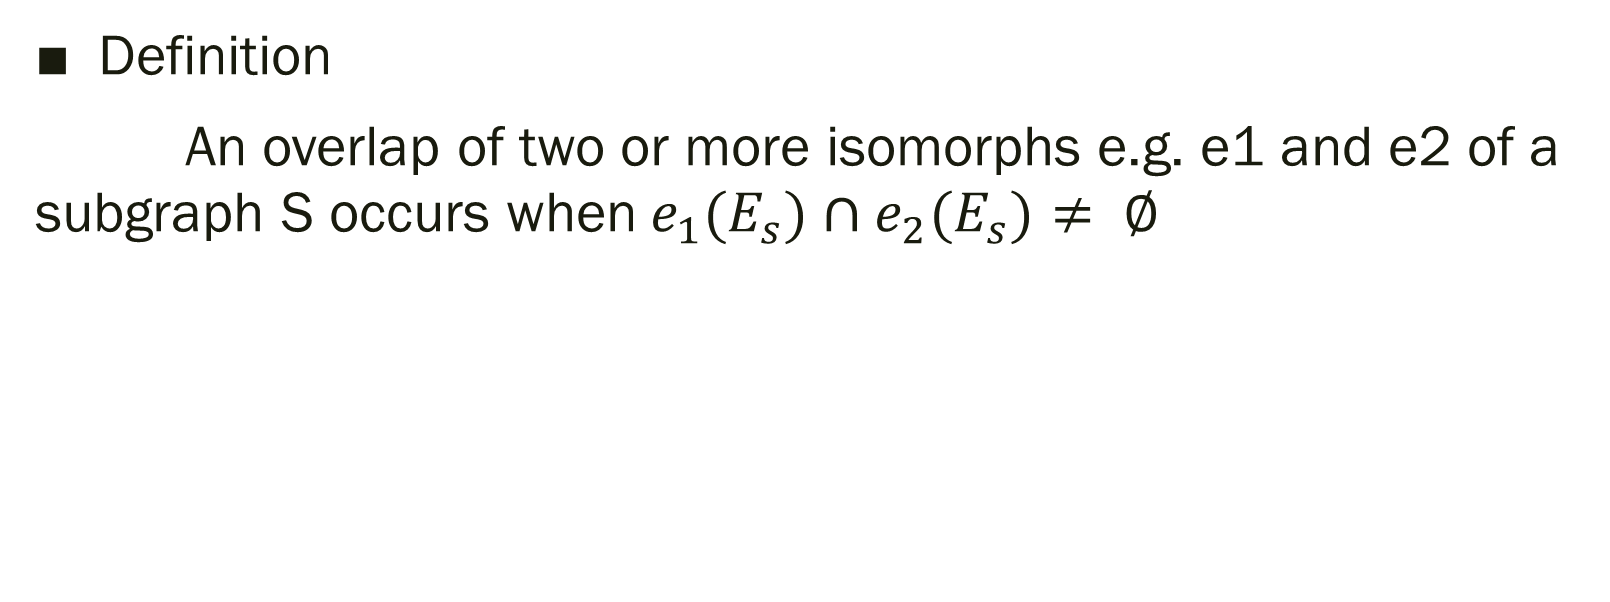 ■ Definition
An overlap of two or more isomorphs e.g. e1 and e2 of a
subgraph S occurs when 𝑒₁(𝐸ₛ) ∩ 𝑒₂(𝐸ₛ) ≠ ∅